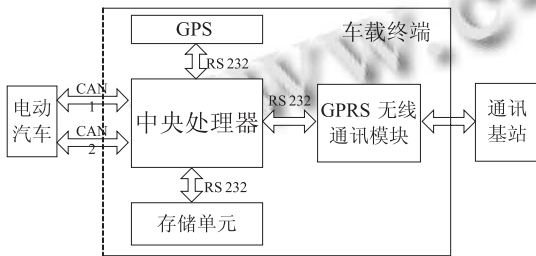 GPS
车载终端
RS 232
电动
汽车
CAN
1
CAN
2
中央处理器
RS 232
GPRS 无线
通讯模块
通讯
基站
RS 232
存储单元